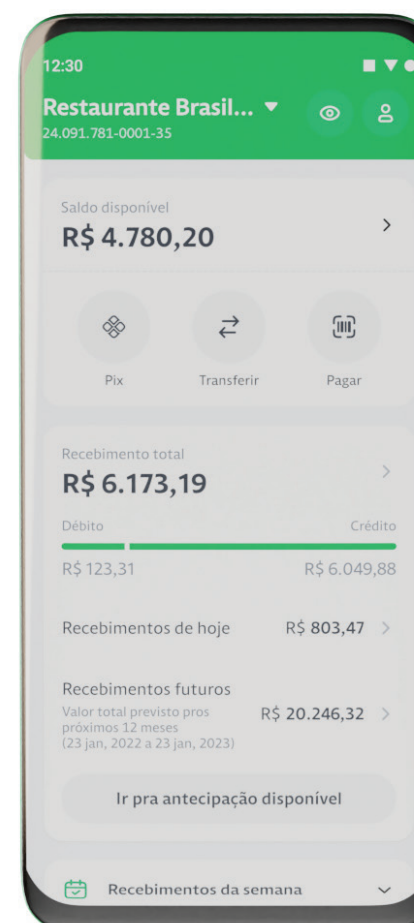 12:30
Restaurante Brasil...
24.091.781-0001-35
Saldo disponível
R$ 4.780,20
Pix Transferir Pagar
Recebimento total
R$ 6.173,19
Débito Crédito
R$ 123,31 R$ 6.049,88
Recebimentos de hoje R$ 803,47
Recebimentos futuros
Valor total previsto pros
próximos 12 meses
(23 jan, 2022 a 23 jan, 2023)
R$ 20.246,32
Ir pra antecipação disponível
Recebimentos da semana